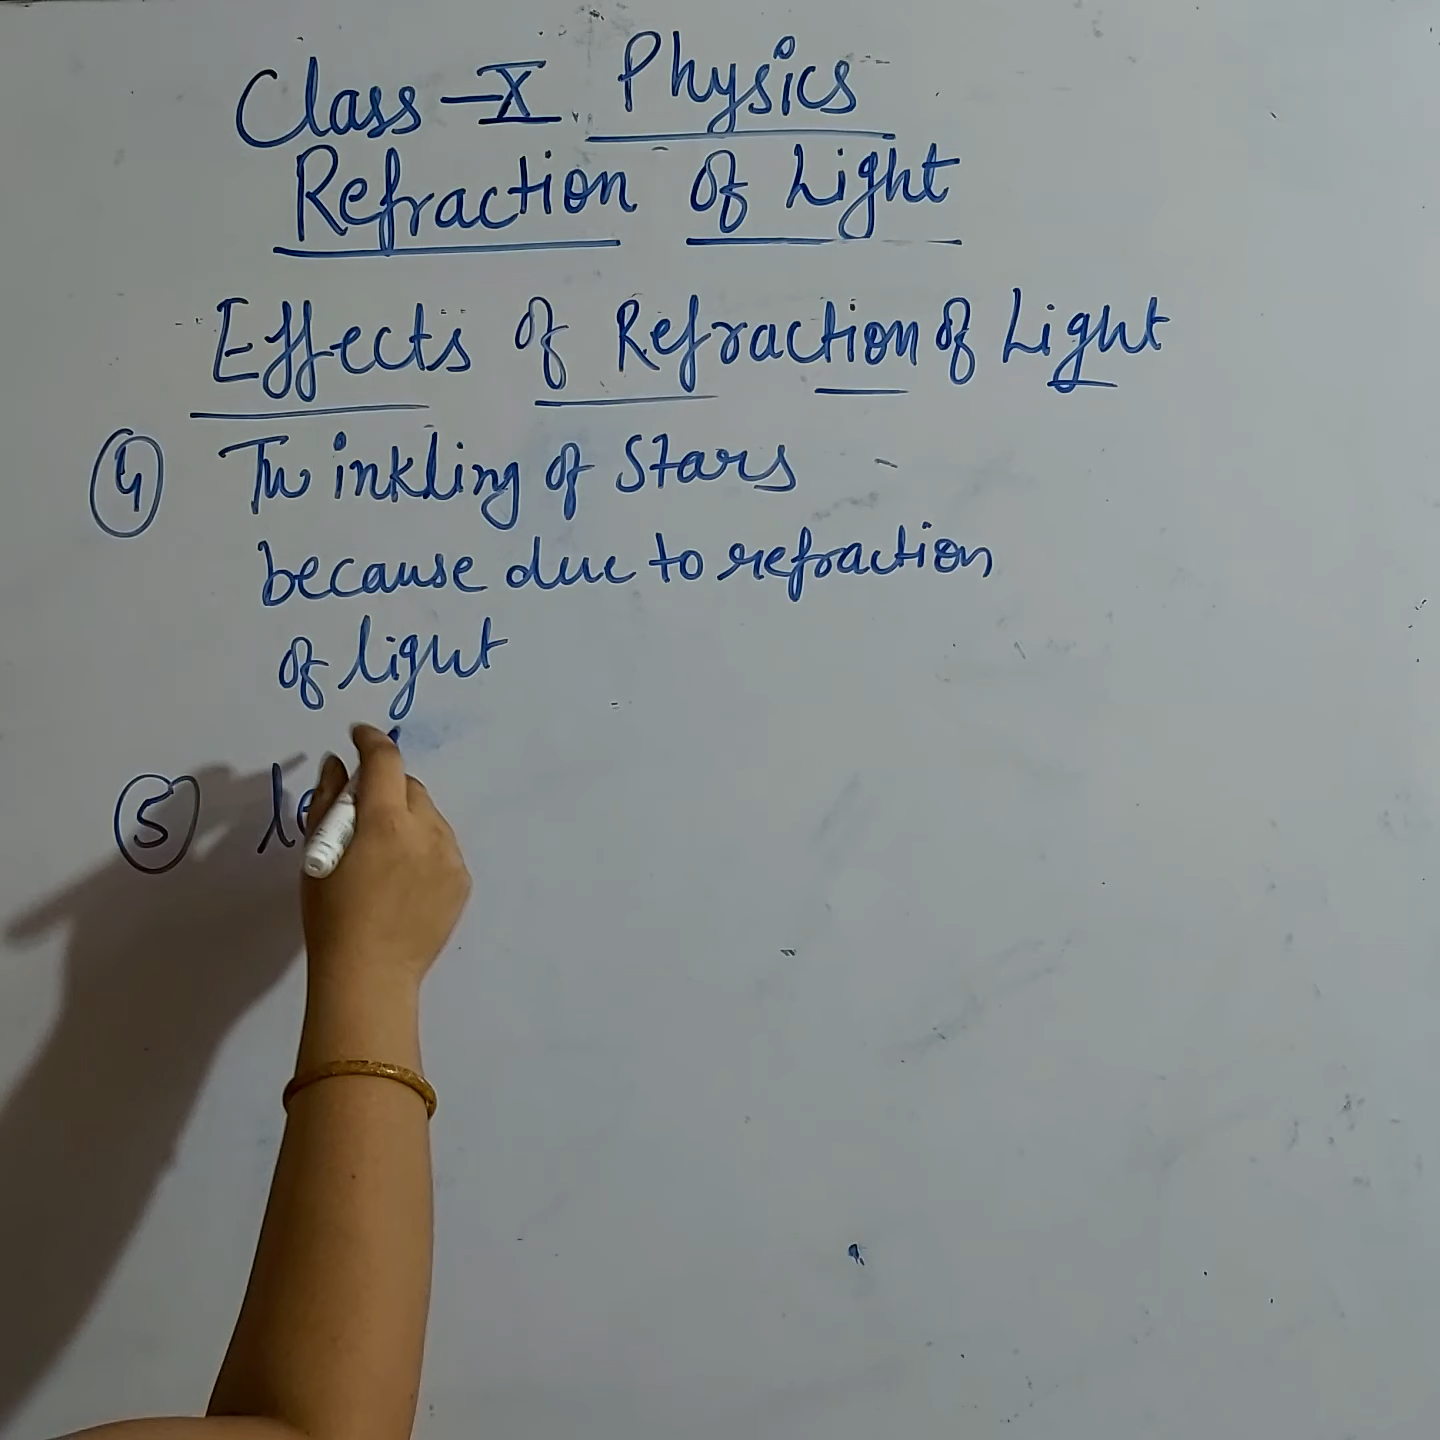 Class - X Physics
Refraction of Light
Effects of Refraction of Light
4 Twinkling of Stars
because due to refraction
of light
5 le